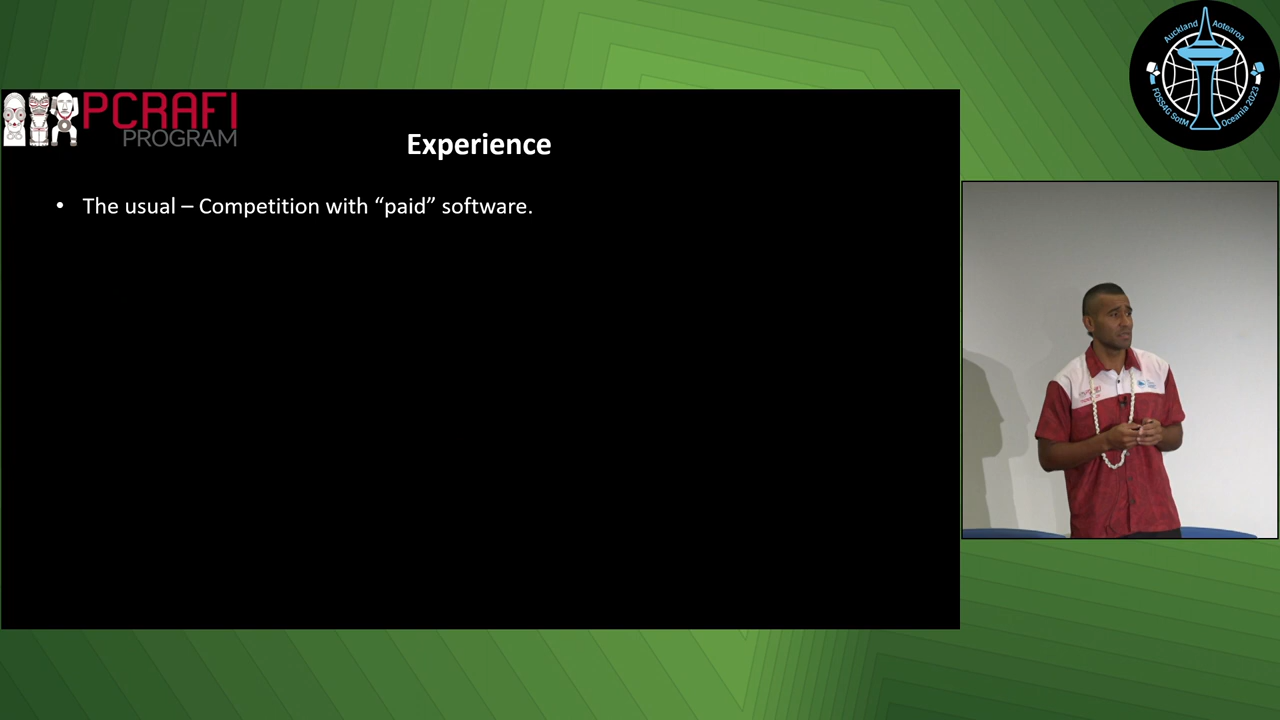 PCRAFI
PROGRAM
Experience
• The usual – Competition with “paid” software.
Auckland Aotearoa
FOSS4G SotM Oceania 2023